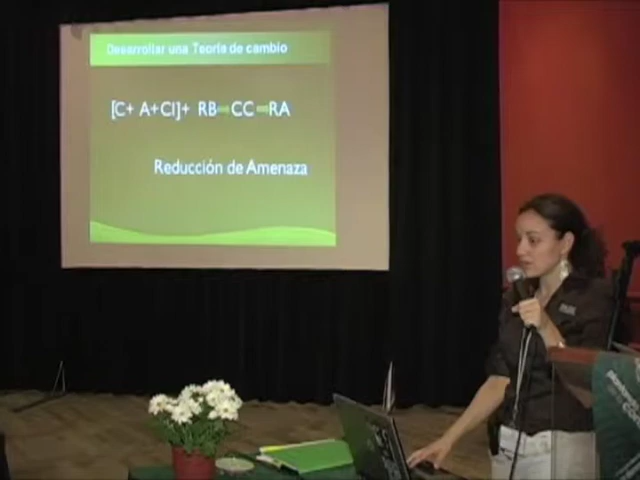 Desarrollar una Teoría de cambio
[C+ A+CI]+ RB⇒CC⇒RA
Reducción de Amenaza